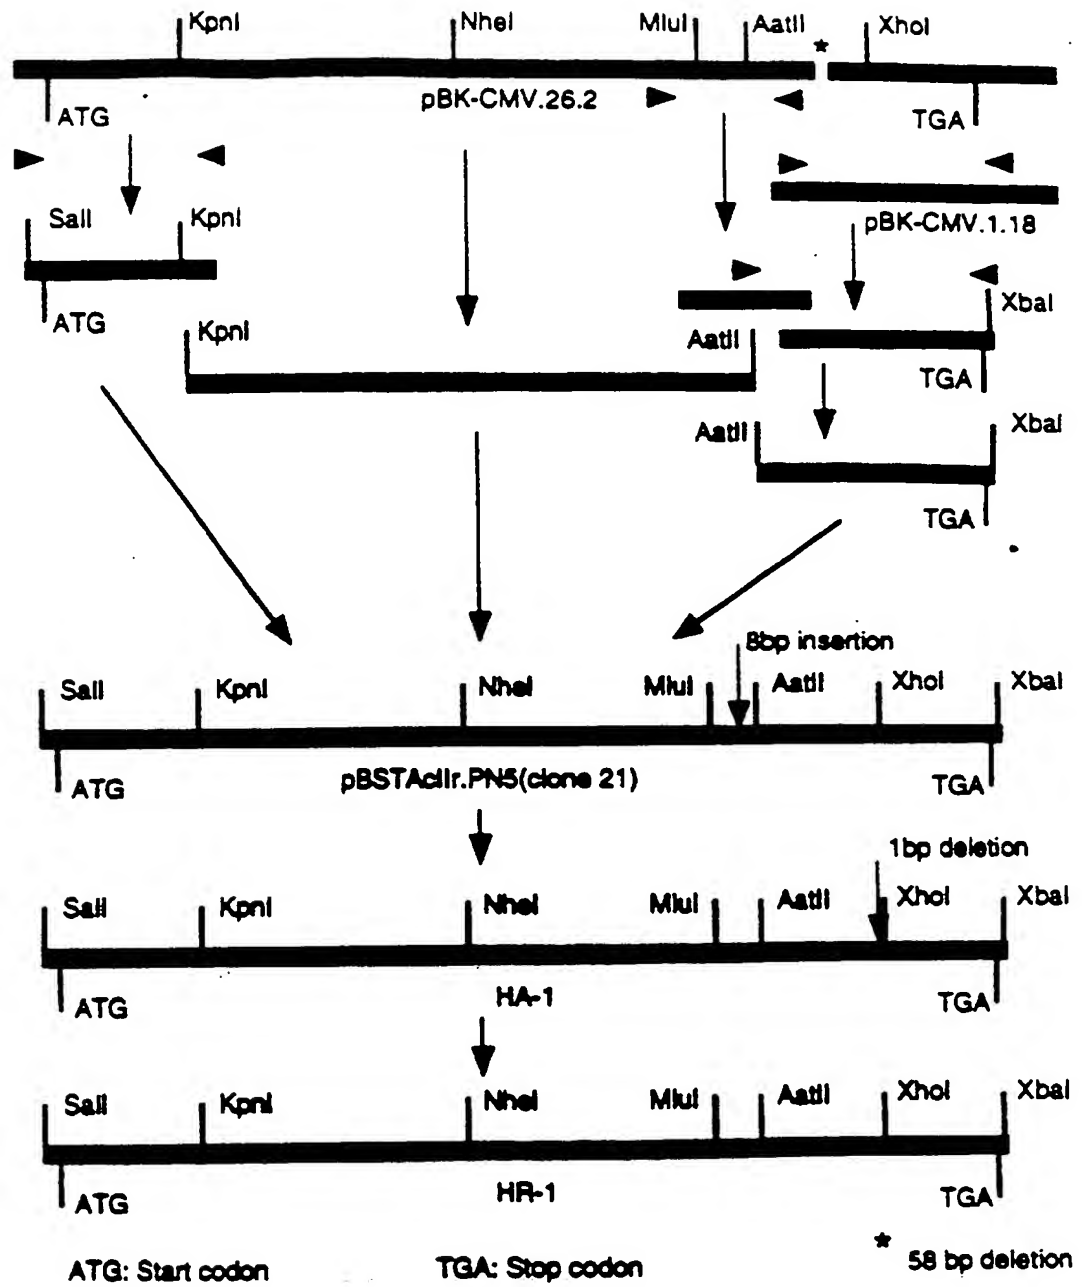 KpnI NheI MluI AatII * XhoI
ATG pBK-CMV.26.2 TGA
SalI KpnI pBK-CMV.1.18
ATG KpnI AatII XbaI
TGA
AatII XbaI
TGA
8bp insertion
SalI KpnI NheI MluI AatII XhoI XbaI
ATG pBSTAcIIr.PN5(clone 21) TGA
1bp deletion
SalI KpnI NheI MluI AatII XhoI XbaI
ATG HA-1 TGA
SalI KpnI NheI MluI AatII XhoI XbaI
ATG HR-1 TGA
ATG: Start codon TGA: Stop codon * 58 bp deletion